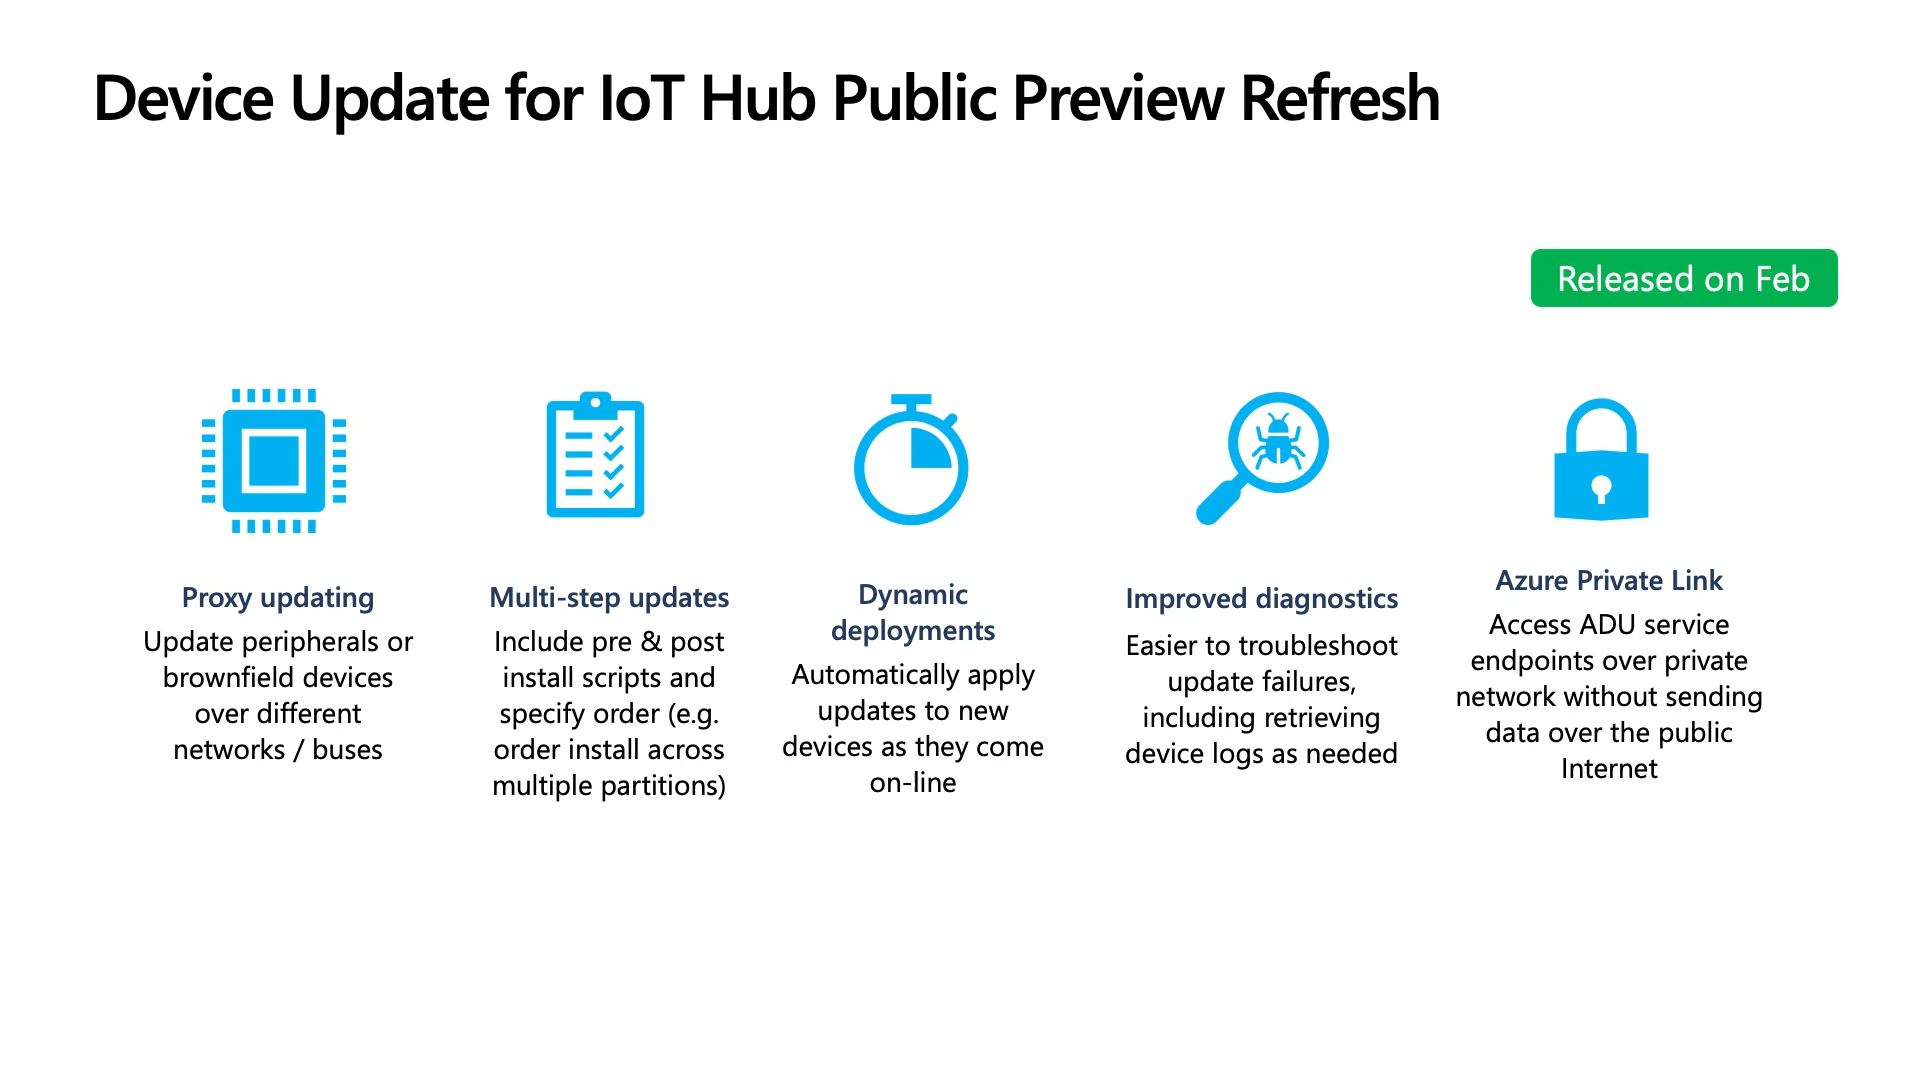 Device Update for IoT Hub Public Preview Refresh
Released on Feb
Proxy updating
Update peripherals or
brownfield devices
over different
networks / buses
Multi-step updates
Include pre & post
install scripts and
specify order (e.g.
order install across
multiple partitions)
Dynamic
deployments
Automatically apply
updates to new
devices as they come
on-line
Improved diagnostics
Easier to troubleshoot
update failures,
including retrieving
device logs as needed
Azure Private Link
Access ADU service
endpoints over private
network without sending
data over the public
Internet